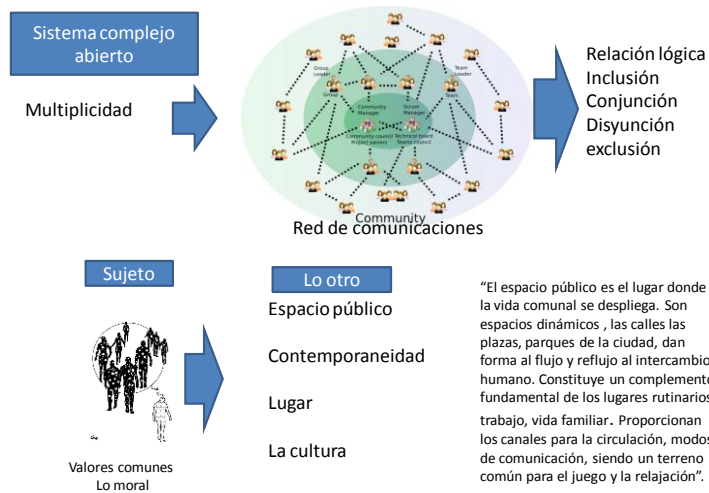 Sistema complejo
abierto
Multiplicidad
Group
Leader
Team
Leader
Group
Team
Community
Manager
Scrum
Manager
Community council
Project owners
Technical board
Teams council
Community
Red de comunicaciones
Relación lógica
Inclusión
Conjunción
Disyunción
exclusión
Sujeto
Valores comunes
Lo moral
Lo otro
Espacio público
Contemporaneidad
Lugar
La cultura
“El espacio público es el lugar donde
la vida comunal se despliega. Son
espacios dinámicos , las calles las
plazas, parques de la ciudad, dan
forma al flujo y reflujo al intercambio
humano. Constituye un complemento
fundamental de los lugares rutinarios
trabajo, vida familiar. Proporcionan
los canales para la circulación, modos
de comunicación, siendo un terreno
común para el juego y la relajación”.